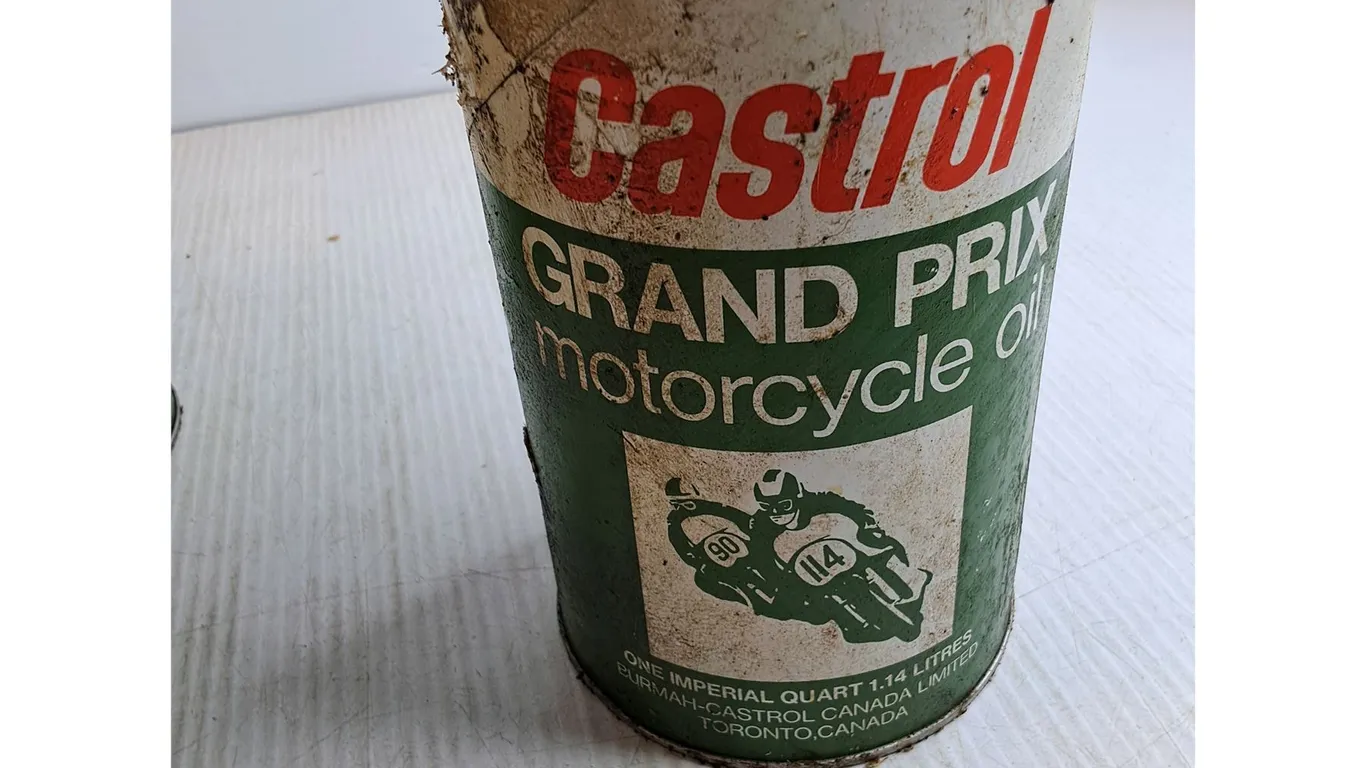 Castrol
GRAND PRIX
motorcycle oil
90
114
ONE IMPERIAL QUART 1.14 LITRES
BURMAH-CASTROL CANADA LIMITED
TORONTO,CANADA